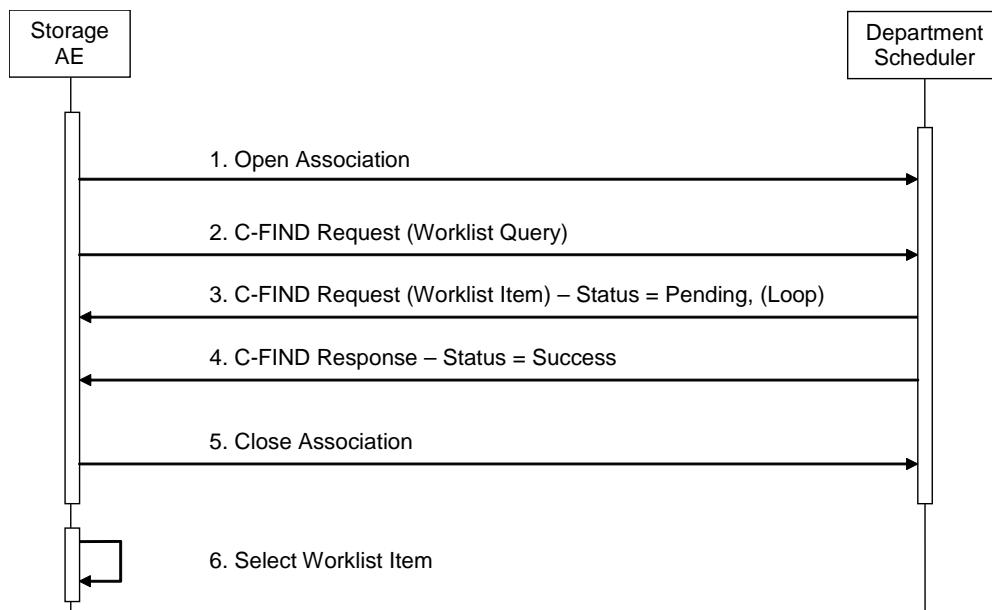 Storage
AE
Department
Scheduler
1. Open Association
2. C-FIND Request (Worklist Query)
3. C-FIND Request (Worklist Item) – Status = Pending, (Loop)
4. C-FIND Response – Status = Success
5. Close Association
6. Select Worklist Item